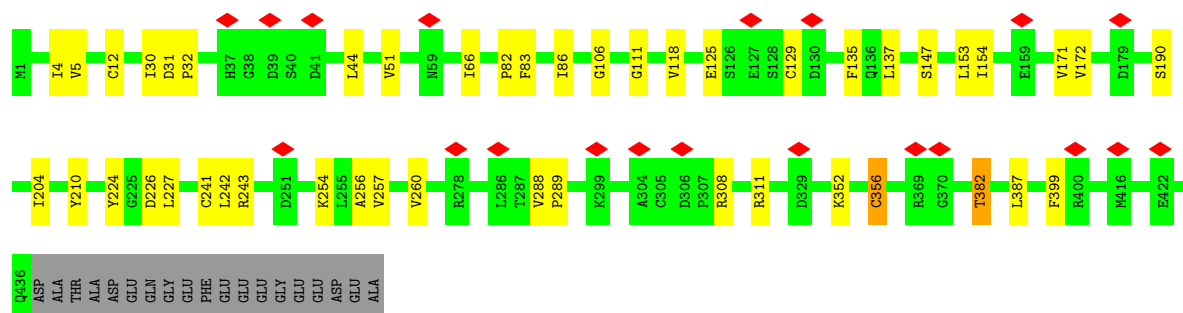 M1 I4 V5 C12 I30 D31 P32 H37 G38 D39 S40 D41 L44 V51 N59 I66 P82 F83 I86 G106 G111 V118 E125 S126 E127 S128 C129 D130 F135 Q136 L137 S147 L153 I154 E159 V171 V172 D179 S190
I204 Y210 Y224 G225 D226 L227 C241 L242 R243 D251 K254 L255 A256 V257 V260 R278 L286 T287 V288 P289 K299 A304 C305 D306 P307 R308 R311 D329 K352 C356 R369 G370 T382 L387 F399 R400 M416 E422
Q436 ASP ALA THR ALA ASP GLU GLN GLY GLU PHE GLU GLU GLU GLY GLU GLU ASP GLU ALA